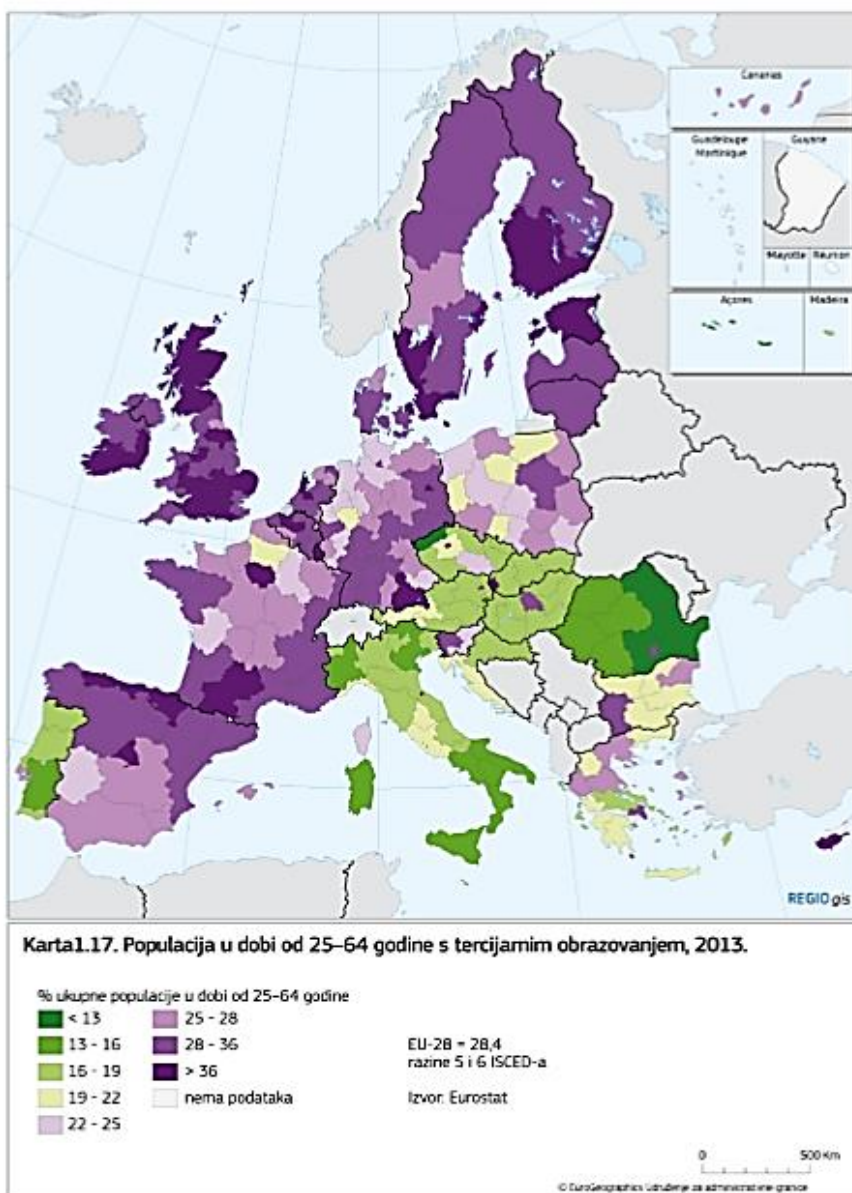 Canarias
Guadeloupe
Martinique
Guyane
Mayotte
Réunion
Açores
Madeira
REGIOgis
Karta1.17. Populacija u dobi od 25–64 godine s tercijarnim obrazovanjem, 2013.
% ukupne populacije u dobi od 25–64 godine
< 13
13 - 16
16 - 19
19 - 22
22 - 25
25 - 28
28 - 36
> 36
nema podataka
EU-28 = 28,4
razine 5 i 6 ISCED-a
Izvor: Eurostat
0 500 Km
© EuroGeographics Udruženje za administrativne granice